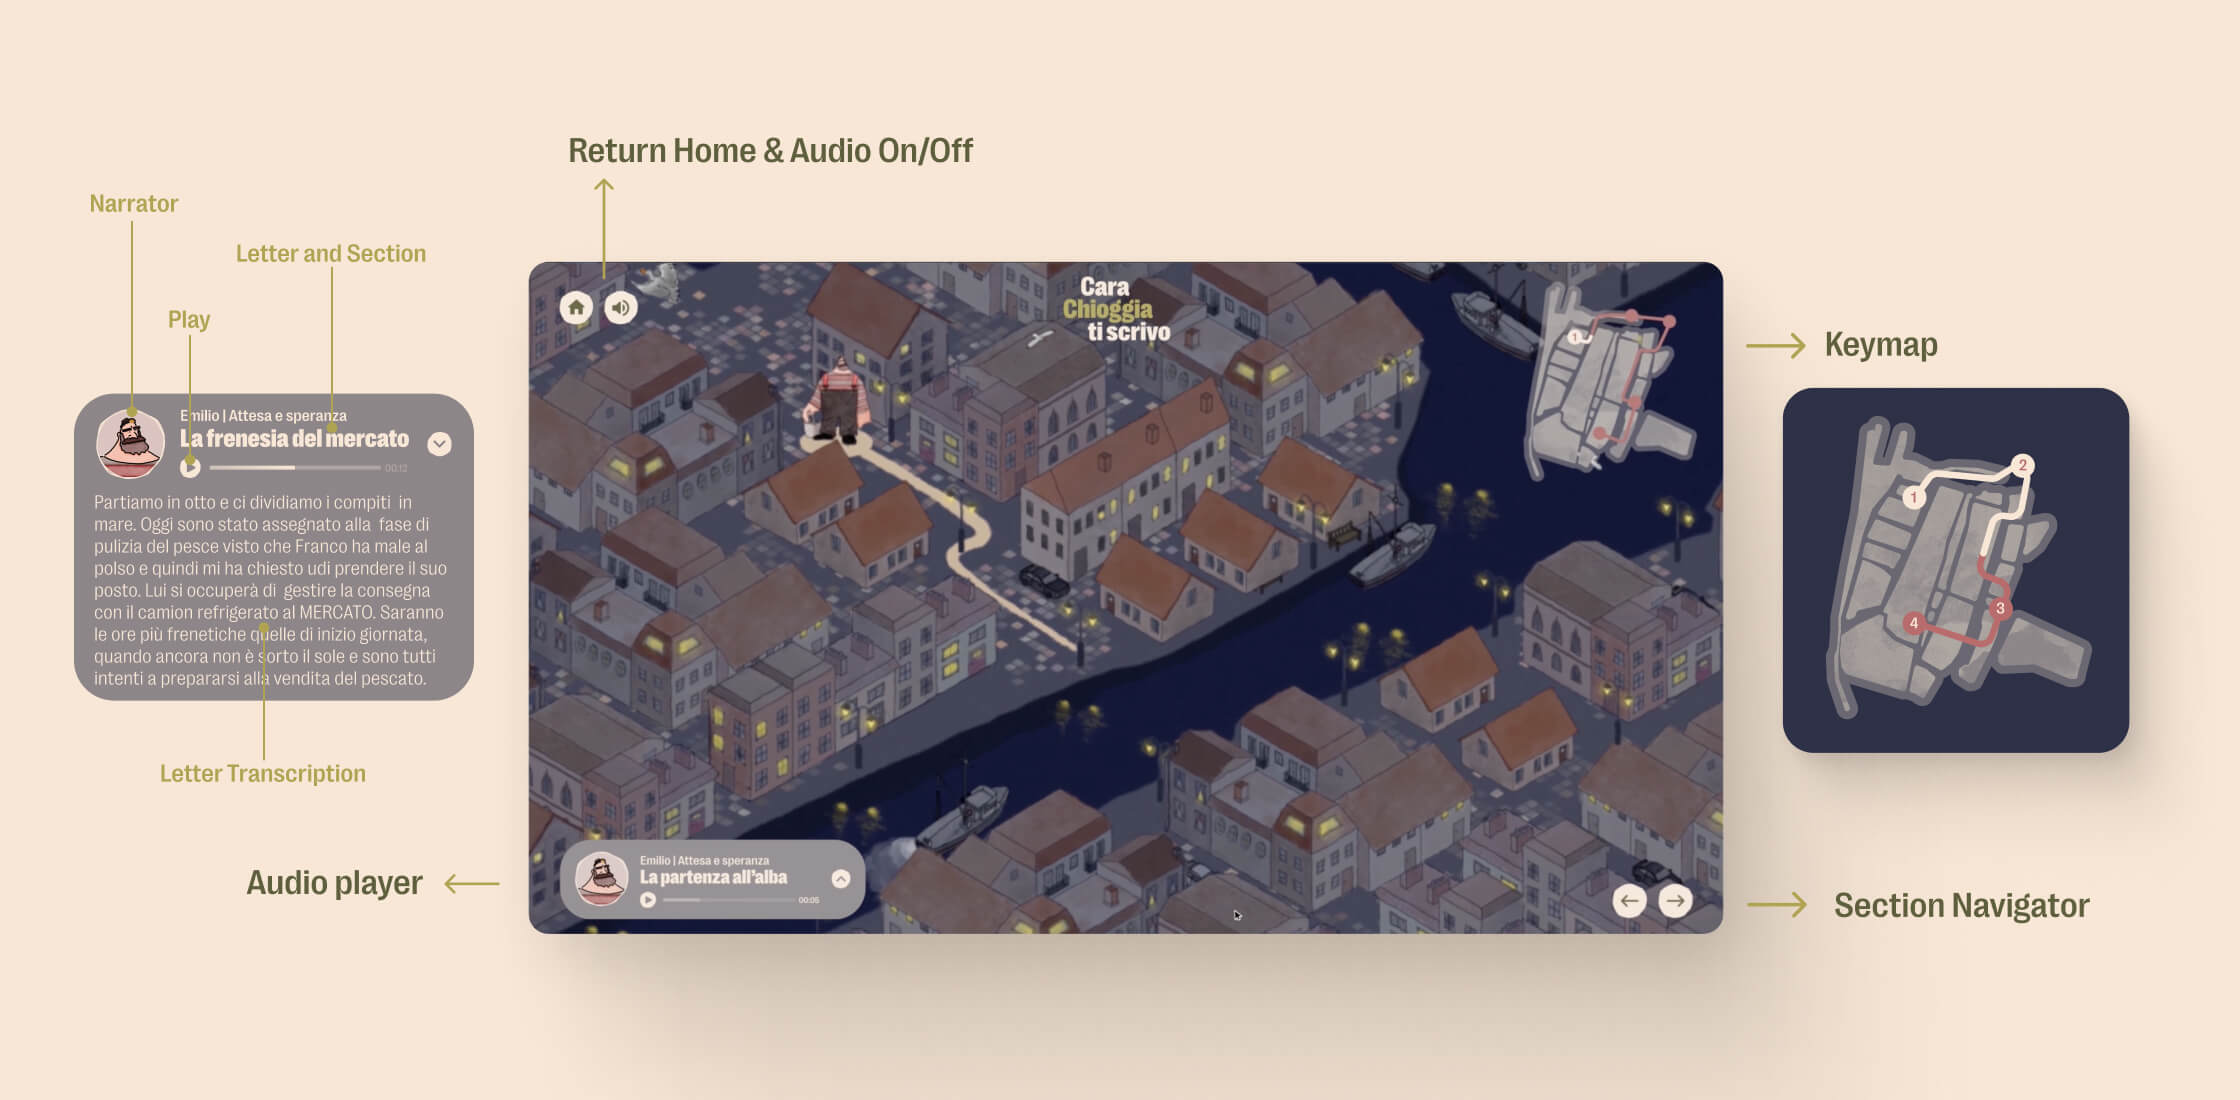 Return Home & Audio On/Off
Narrator
Letter and Section
Play
Emilio | Attesa e speranza
La frenesia del mercato
00:12
Partiamo in otto e ci dividiamo i compiti in
mare. Oggi sono stato assegnato alla fase di
pulizia del pesce visto che Franco ha male al
polso e quindi mi ha chiesto udi prendere il suo
posto. Lui si occuperà di gestire la consegna
con il camion refrigerato al MERCATO. Saranno
le ore più frenetiche quelle di inizio giornata,
quando ancora non è sorto il sole e sono tutti
intenti a prepararsi alla vendita del pescato.
Letter Transcription
Audio player
Cara
Chioggia
ti scrivo
1
Emilio | Attesa e speranza
La partenza all'alba
00:05
Keymap
2
1
3
4
Section Navigator